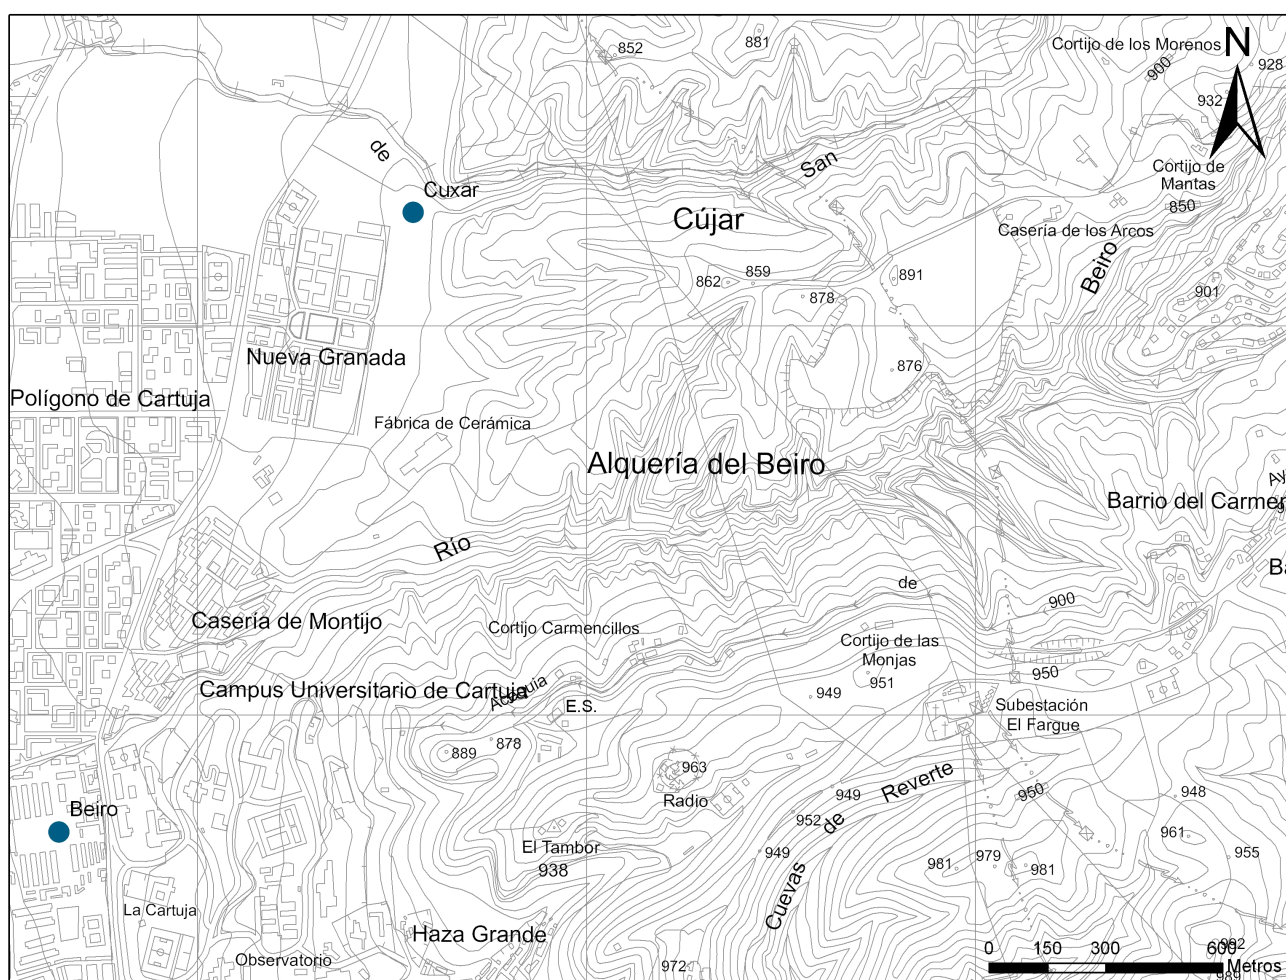 852
881
Cortijo de los Morenos
N
900
928
932
de
San
Cortijo de
Mantas
Cuxar
850
Cújar
Casería de los Arcos
Beiro
862
859
891
878
901
Nueva Granada
876
Polígono de Cartuja
Fábrica de Cerámica
Alquería del Beiro
Barrio del Carmen
Río
de
900
Casería de Montijo
Cortijo Carmencillos
Cortijo de las
Monjas
951
950
Campus Universitario de Cartuja
Acequia
949
E.S.
Subestación
El Fargue
878
889
963
Radio
Reverte
949
950
948
Beiro
952
de
961
949
955
El Tambor
938
981
979
981
Cuevas
La Cartuja
Haza Grande
Observatorio
972
0
150
300
600
Metros